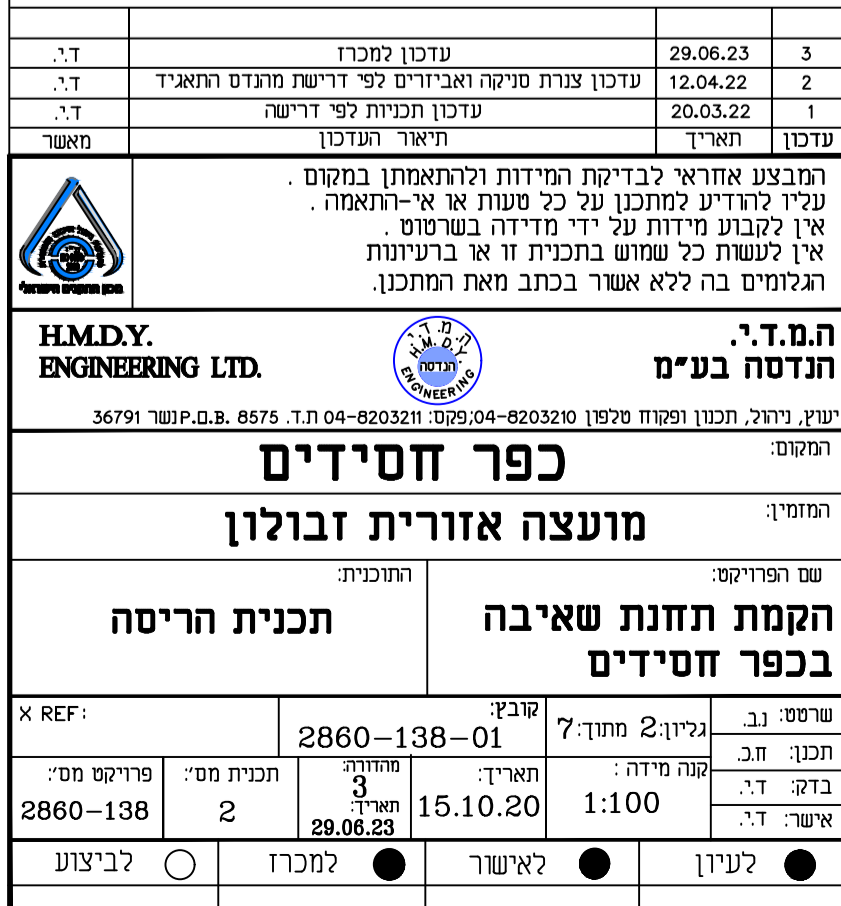 3 29.06.23 עדכון למכרז ד.י.
2 12.04.22 עדכון צנרת סניקה ואביזרים לפי דרישת מהנדס התאגיד ד.י.
1 20.03.22 עדכון תכניות לפי דרישה ד.י.
עדכון תאריך תיאור העדכון מאשר
המבצע אחראי לבדיקת המידות ולהתאמתן במקום .
עליו להודיע למתכנן על כל טעות או אי-התאמה .
אין לקבוע מידות על ידי מדידה בשרטוט .
אין לעשות כל שמוש בתכנית זו או ברעיונות
הגלומים בה ללא אשור בכתב מאת המתכנן.
מכון התקנים הישראלי
ה.מ.ד.י.
הנדסה בע״מ
ה.מ.ד.י.
H.M.D.Y.
הנדסה
ENGINEERING
H.M.D.Y.
ENGINEERING LTD.
יעוץ, ניהול, תכנון ופקוח טלפון 04-8203210;פקס: 04-8203211 ת.ד. 8575 P.O.B. נשר 36791
המקום:
כפר חסידים
המזמין:
מועצה אזורית זבולון
שם הפרויקט:
הקמת תחנת שאיבה
בכפר חסידים
התוכנית:
תכנית הריסה
שרטט: נ.ב.
תכנן: ח.כ.
בדק: ד.י.
אישר: ד.י.
גליון:2 מתוך:7
קובץ:
2860-138-01
X REF:
קנה מידה :
1:100
תאריך:
15.10.20
מהדורה:
3
תאריך:
29.06.23
תכנית מס׳:
2
פרויקט מס׳:
2860-138
לעיון
לאישור
למכרז
לביצוע